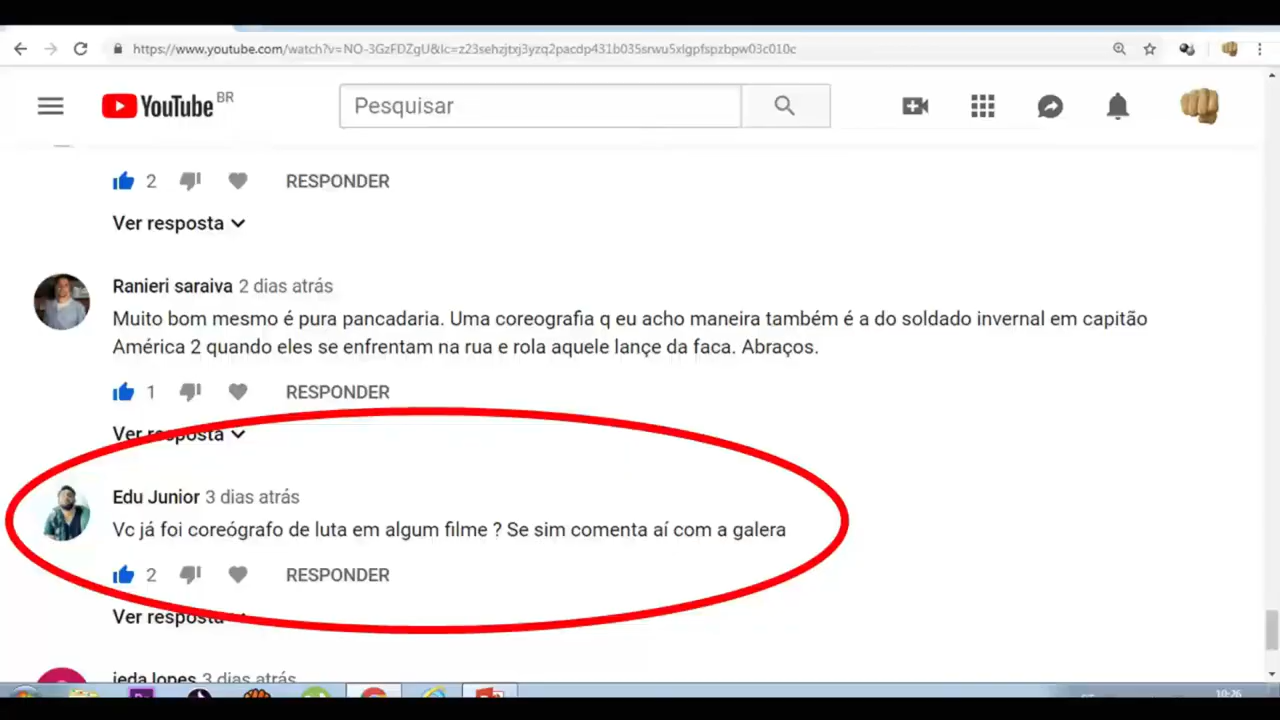 https://www.youtube.com/watch?v=NO-3GzFDZgU&lc=z23sehzjtxj3yzq2pacdp431b035srwu5xlgpfspzbpw03c010c
YouTube BR
Pesquisar
2 RESPONDER
Ver resposta
Ranieri saraiva 2 dias atrás
Muito bom mesmo é pura pancadaria. Uma coreografia q eu acho maneira também é a do soldado invernal em capitão
América 2 quando eles se enfrentam na rua e rola aquele lançe da faca. Abraços.
1 RESPONDER
Ver resposta
Edu Junior 3 dias atrás
Vc já foi coreógrafo de luta em algum filme ? Se sim comenta aí com a galera
2 RESPONDER
Ver resposta
ieda lopes 3 dias atrás
10:26